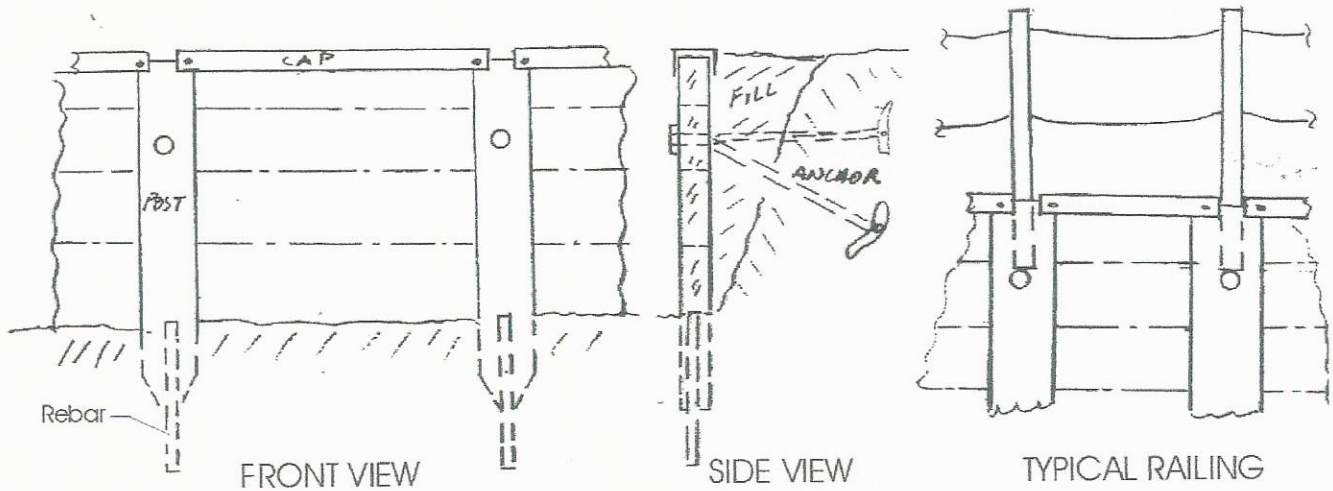 CAP
POST
Rebar
FRONT VIEW
FILL
ANCHOR
SIDE VIEW
TYPICAL RAILING